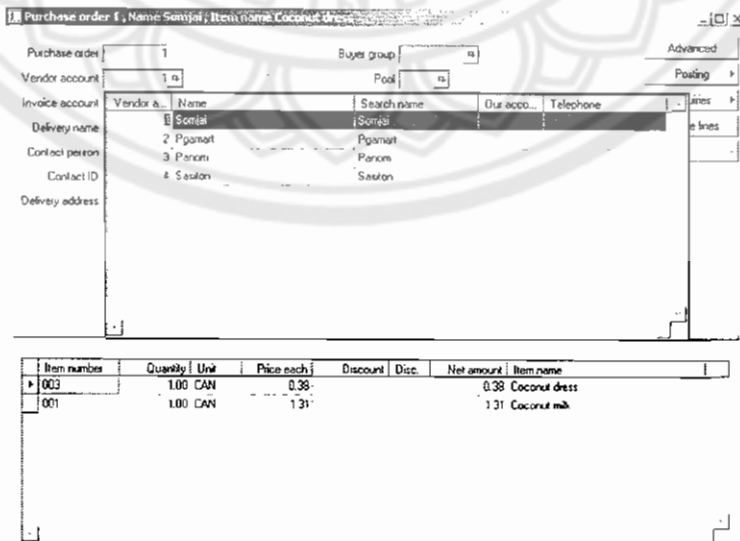 Purchase order 1, Name Somjai, Item name Coconut dress
Purchase order 1 Buyer group Advanced
Vendor account 1 Pool Posting
Invoice account Vendor a... Name Search name Our acco... Telephone
1 Somjai Somjai
Delivery name e lines
2 Pgamart Pgamart
Contact person 3 Panom Panom
Contact ID 4 Saulon Saulon
Delivery address
Item number Quantity Unit Price each Discount Disc. Net amount Item name
003 1.00 CAN 0.38 0.38 Coconut dress
001 1.00 CAN 1.31 1.31 Coconut milk